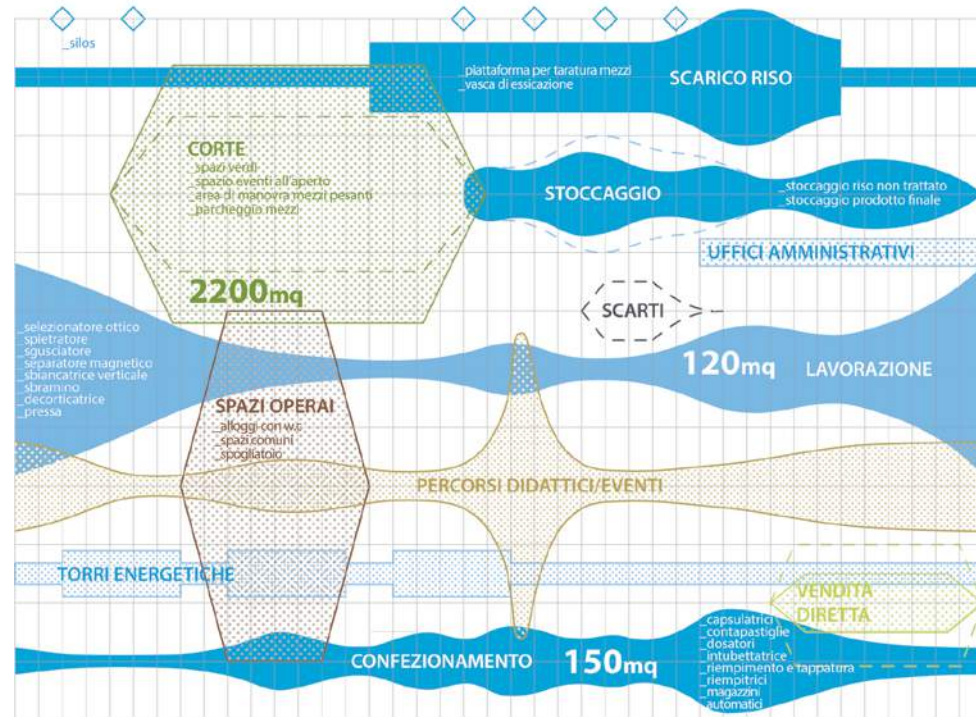 _silos
_piattaforma per taratura mezzi
_vasca di essicazione
SCARICO RISO
CORTE
_spazi verdi
_spazio eventi all'aperto
_area di manovra mezzi pesanti
_parcheggio mezzi
2200mq
STOCCAGGIO
_stoccaggio riso non trattato
_stoccaggio prodotto finale
UFFICI AMMINISTRATIVI
SCARTI
_selezionatore ottico
_spietratore
_sgusciatore
_separatore magnetico
_sbiancatrice verticale
_sbramino
_decorticatrice
_pressa
120mq
LAVORAZIONE
SPAZI OPERAI
_alloggi con w.c
_spazi comuni
_spogliatoio
PERCORSI DIDATTICI/EVENTI
TORRI ENERGETICHE
VENDITA
DIRETTA
CONFEZIONAMENTO
150mq
_capsulatrici
_contapastiglie
_dosatori
_intubettatrice
_riempimento e tappatura
_riempitrici
_magazzini
_automatici